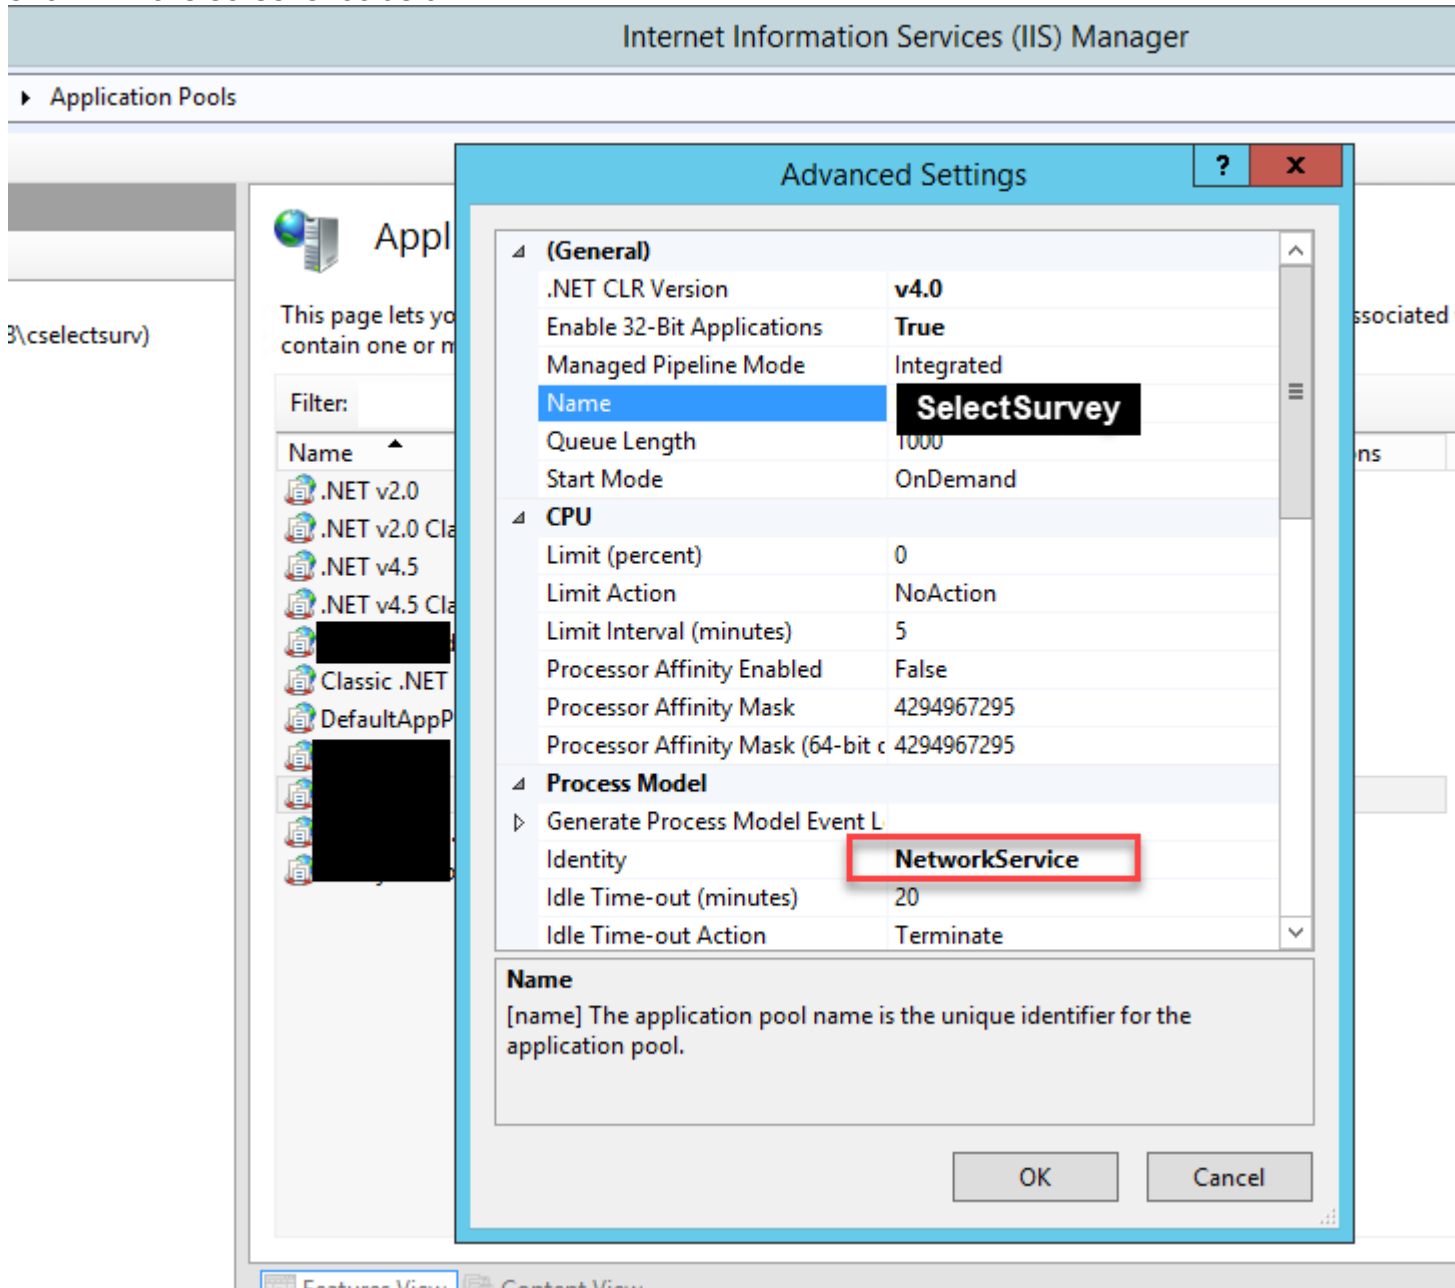 Internet Information Services (IIS) Manager
Application Pools
Advanced Settings
? x
Appl
This page lets yo
contain one or m
ssociated
\cselectsurv)
Filter:
Name
ns
.NET v2.0
.NET v2.0 Cla
.NET v4.5
.NET v4.5 Cla
Classic .NET
DefaultAppP
(General)
.NET CLR Version v4.0
Enable 32-Bit Applications True
Managed Pipeline Mode Integrated
Name SelectSurvey
Queue Length 1000
Start Mode OnDemand
CPU
Limit (percent) 0
Limit Action NoAction
Limit Interval (minutes) 5
Processor Affinity Enabled False
Processor Affinity Mask 4294967295
Processor Affinity Mask (64-bit c 4294967295
Process Model
Generate Process Model Event L
Identity NetworkService
Idle Time-out (minutes) 20
Idle Time-out Action Terminate
Name
[name] The application pool name is the unique identifier for the
application pool.
OK Cancel
Features View Content View